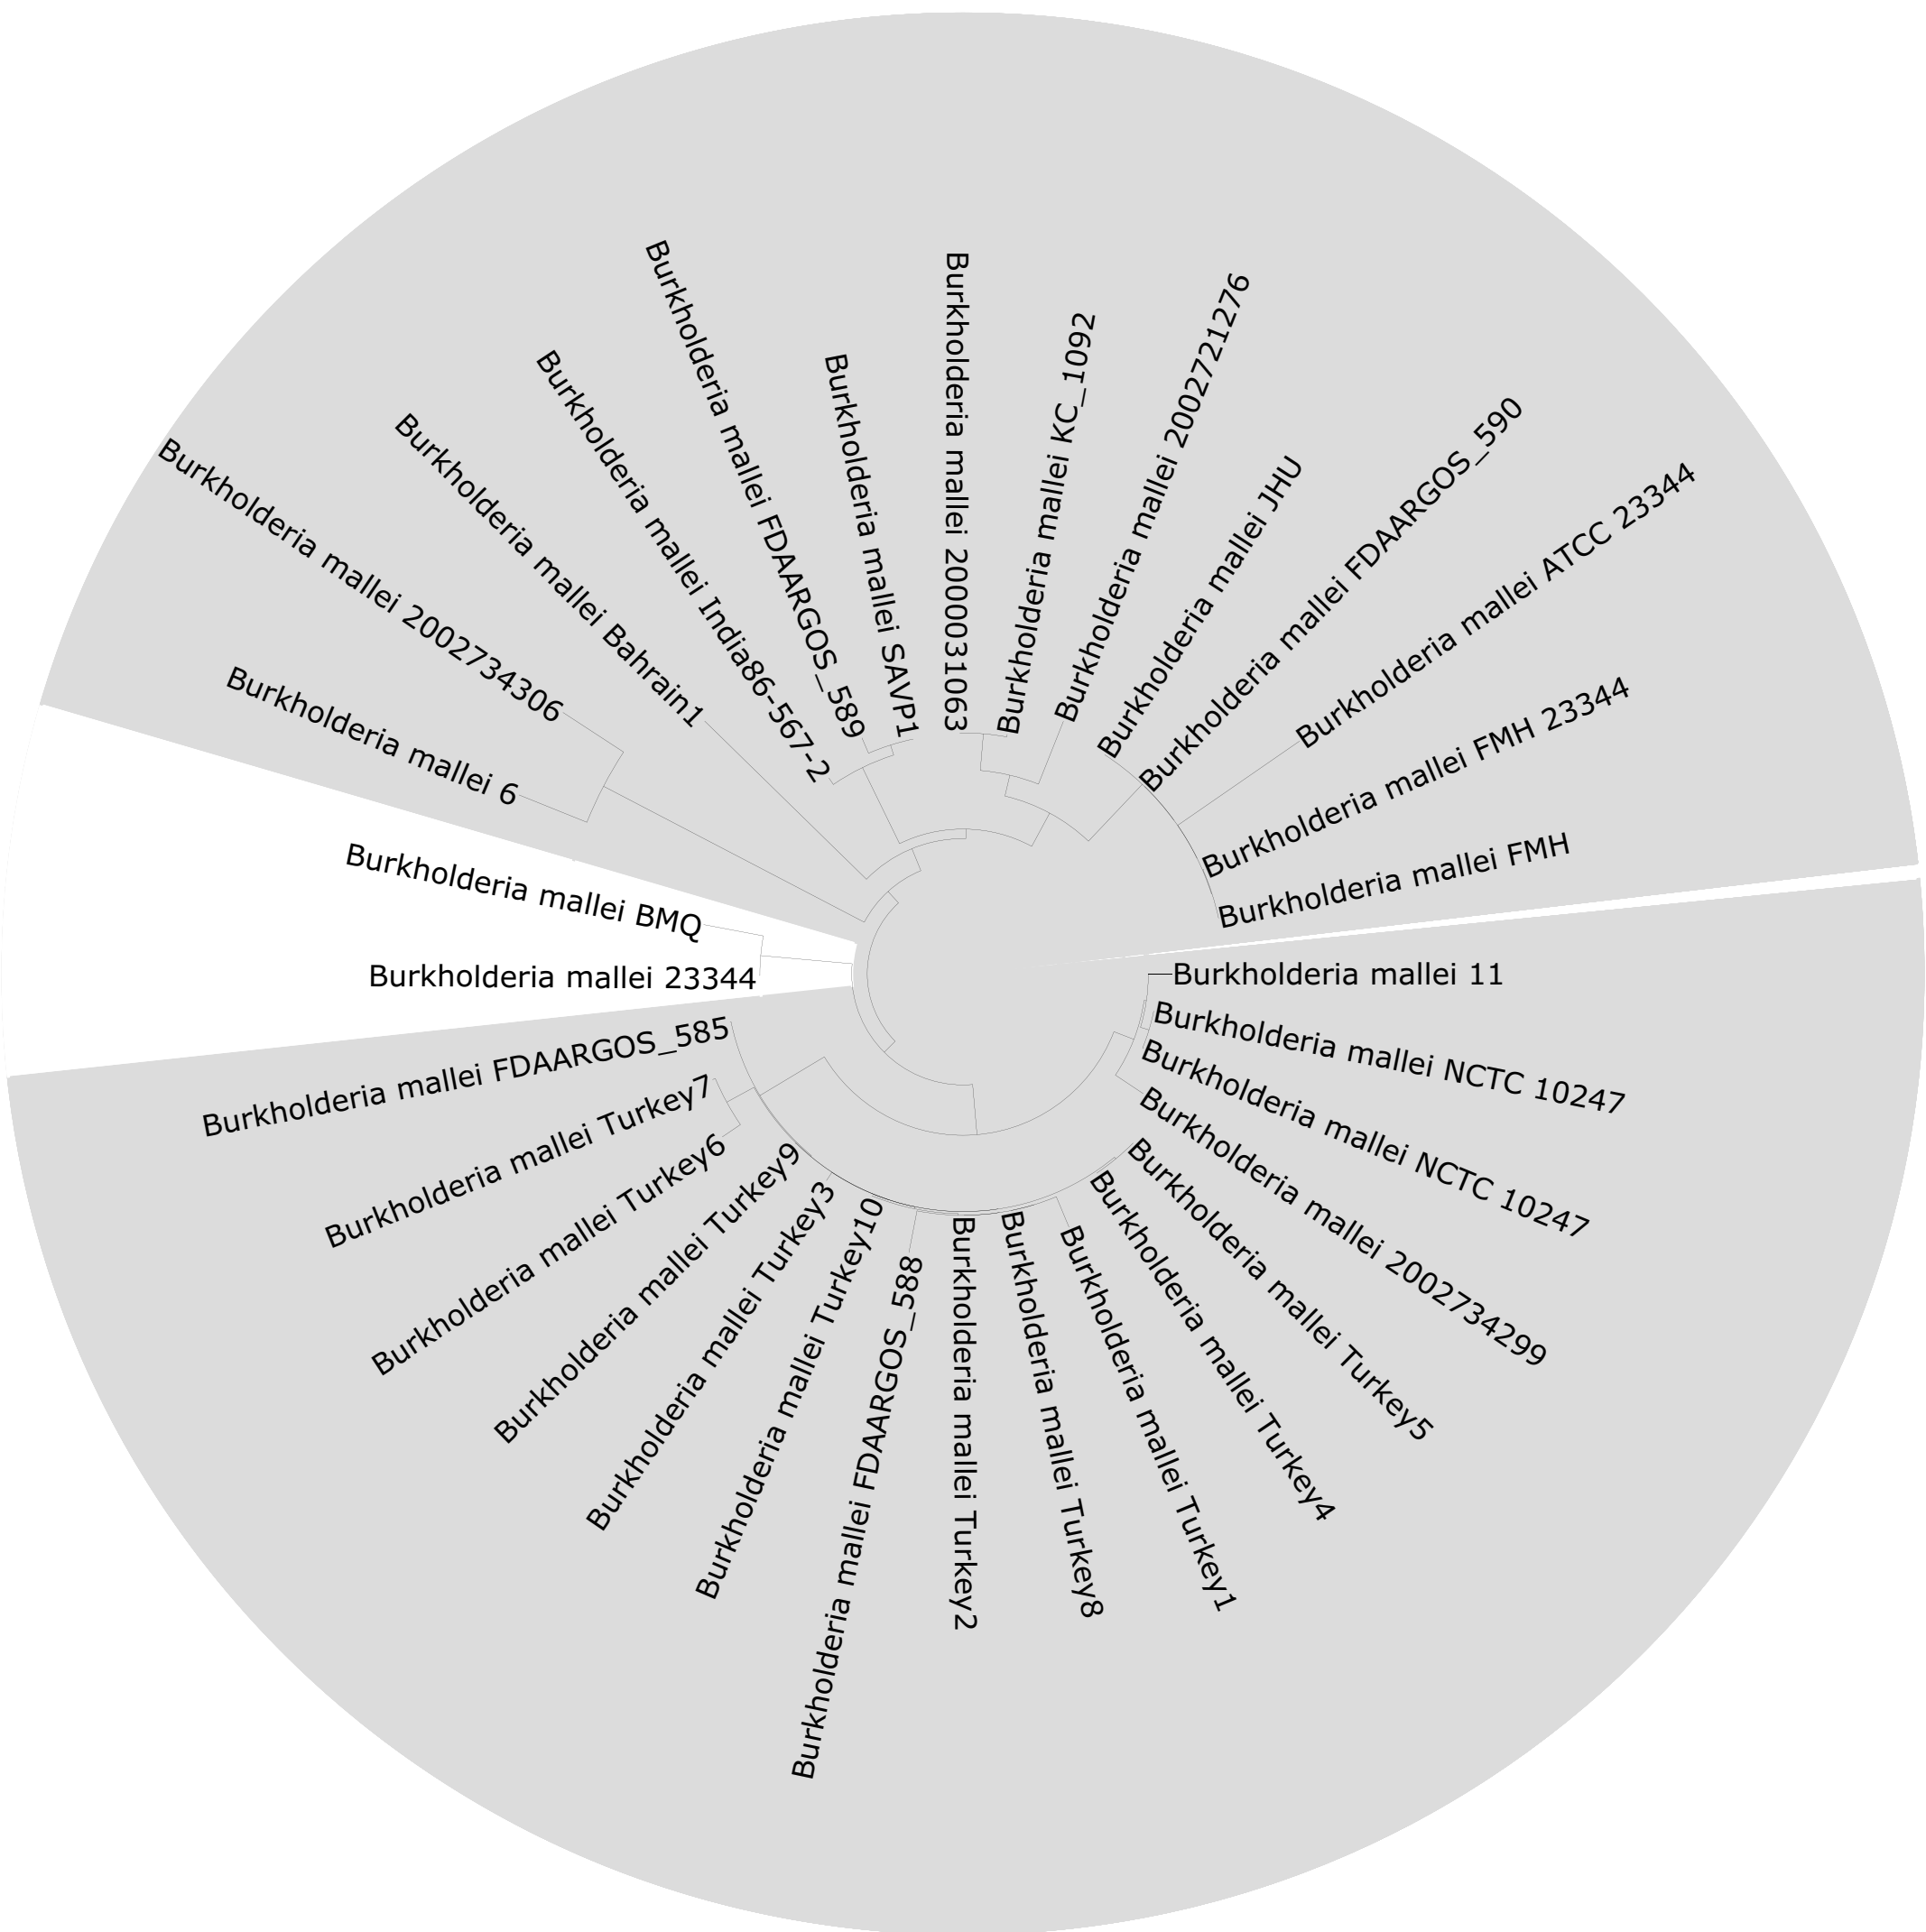 Burkholderia mallei 2000031063
Burkholderia mallei KC_1092
Burkholderia mallei 2002721276
Burkholderia mallei JHU
Burkholderia mallei FDAARGOS_590
Burkholderia mallei ATCC 23344
Burkholderia mallei FMH 23344
Burkholderia mallei FMH
Burkholderia mallei 11
Burkholderia mallei NCTC 10247
Burkholderia mallei NCTC 10247
Burkholderia mallei 2002734299
Burkholderia mallei Turkey5
Burkholderia mallei Turkey4
Burkholderia mallei Turkey1
Burkholderia mallei Turkey8
Burkholderia mallei Turkey2
Burkholderia mallei FDAARGOS_588
Burkholderia mallei Turkey10
Burkholderia mallei Turkey3
Burkholderia mallei Turkey9
Burkholderia mallei Turkey6
Burkholderia mallei Turkey7
Burkholderia mallei FDAARGOS_585
Burkholderia mallei 23344
Burkholderia mallei BMQ
Burkholderia mallei 6
Burkholderia mallei 2002734306
Burkholderia mallei Bahrain1
Burkholderia mallei India86-567-2
Burkholderia mallei FDAARGOS_589
Burkholderia mallei SAVP1